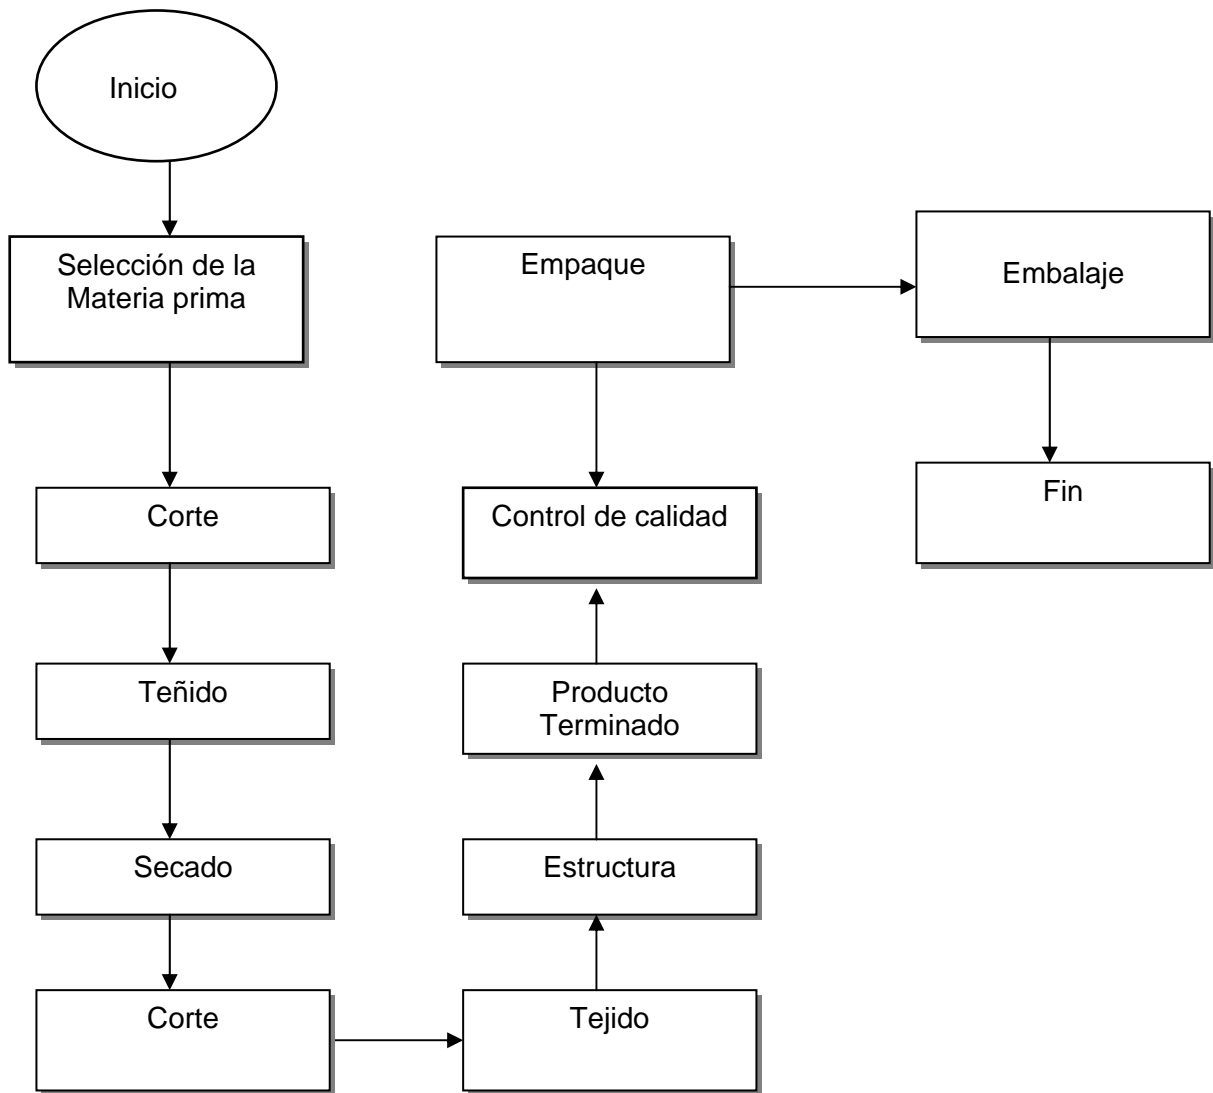 Inicio
Selección de la
Materia prima
Corte
Teñido
Secado
Corte
Tejido
Estructura
Producto
Terminado
Control de calidad
Empaque
Embalaje
Fin